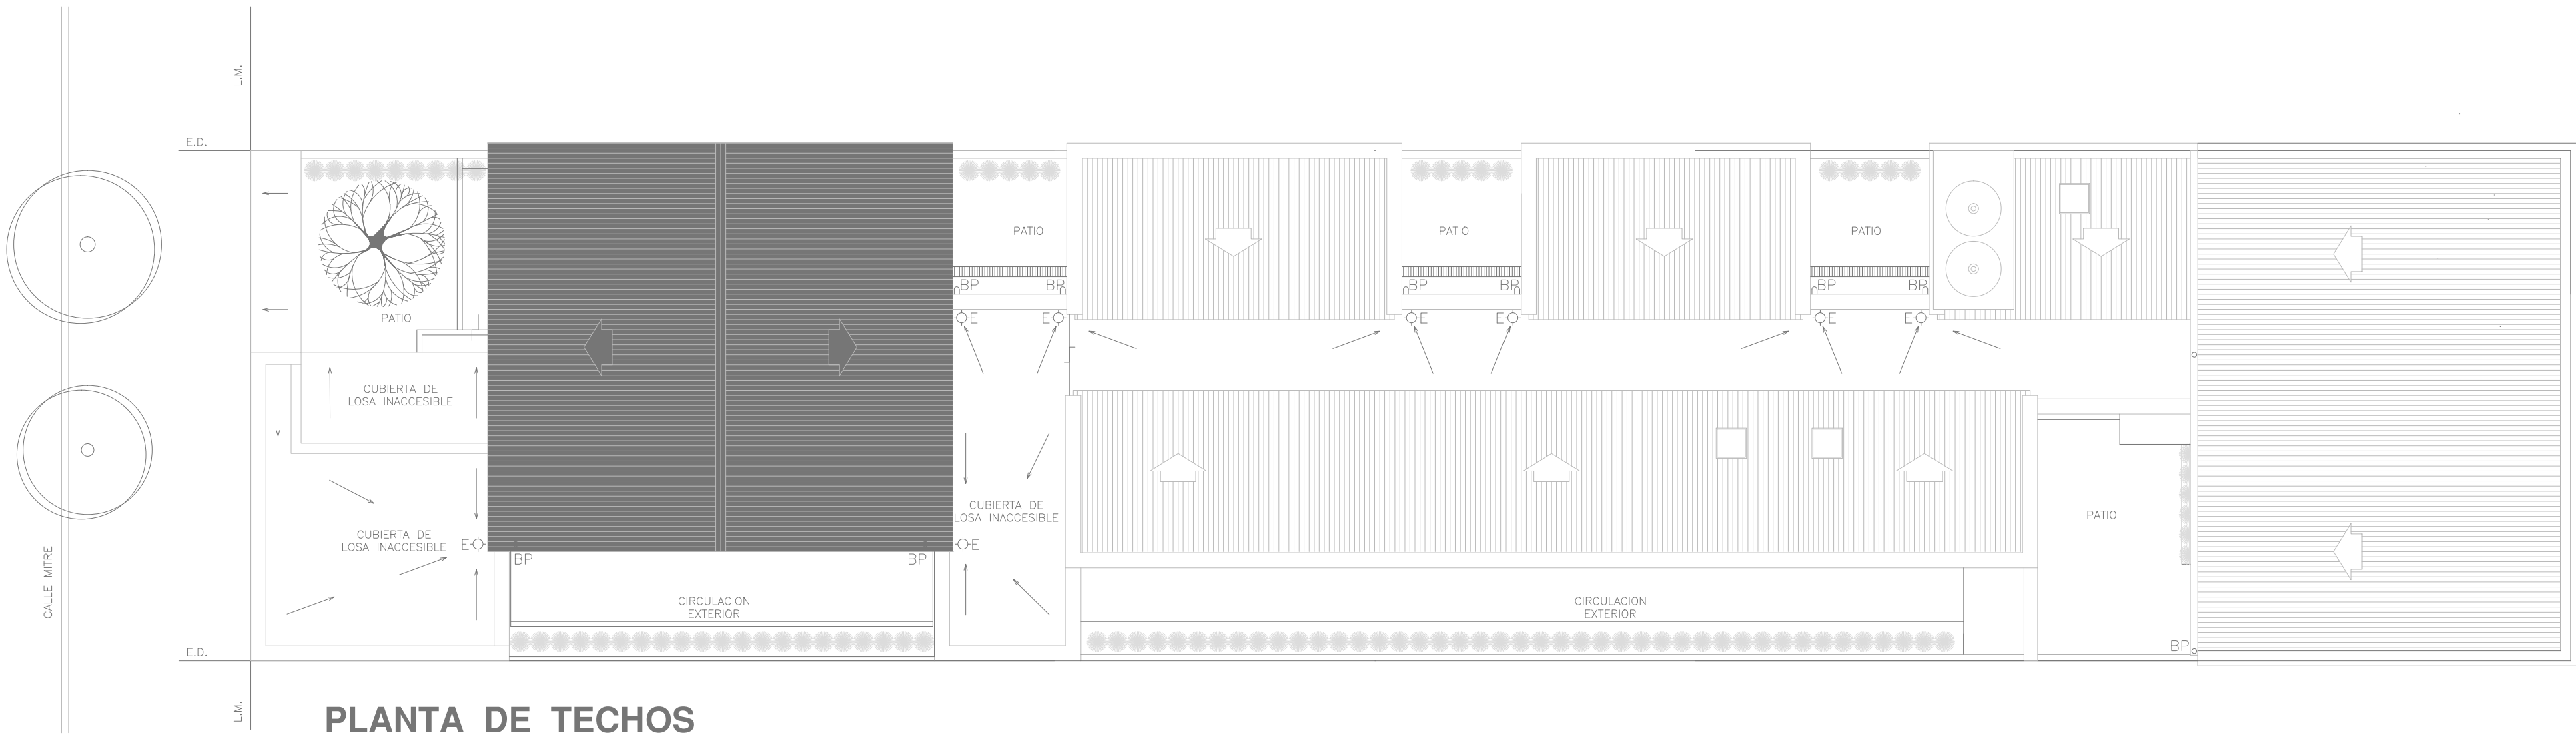 L.M.
E.D.
PATIO
PATIO
PATIO
PATIO
BP
BP
BP
BP
BP
BP
E
E
E
E
E
E
CUBIERTA DE
LOSA INACCESIBLE
CUBIERTA DE
LOSA INACCESIBLE
CUBIERTA DE
LOSA INACCESIBLE
PATIO
E
E
BP
BP
CALLE MITRE
CIRCULACION
EXTERIOR
CIRCULACION
EXTERIOR
BP
E.D.
L.M.
PLANTA DE TECHOS